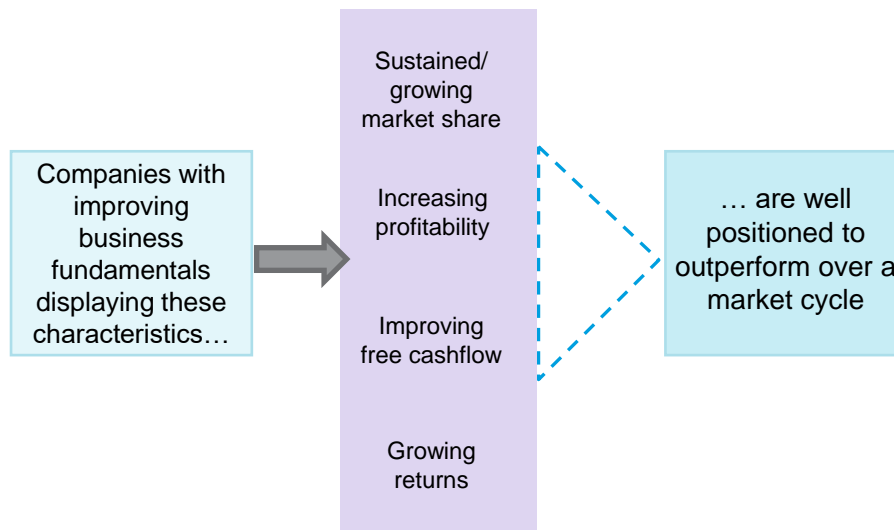 Companies with
improving
business
fundamentals
displaying these
characteristics…
Sustained/
growing
market share
Increasing
profitability
Improving
free cashflow
Growing
returns
… are well
positioned to
outperform over a
market cycle